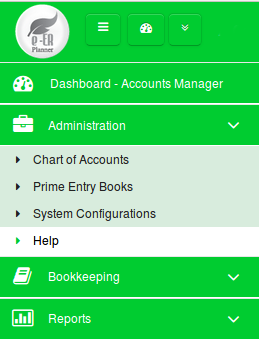 e-ER
Planner
Dashboard - Accounts Manager
Administration
Chart of Accounts
Prime Entry Books
System Configurations
Help
Bookkeeping
Reports